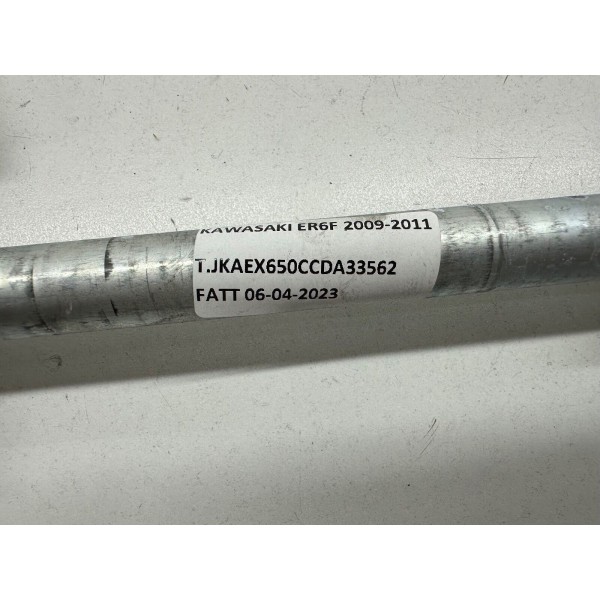 KAWASAKI ER6F 2009-2011
T.JKAEX650CCDA33562
FATT 06-04-2023